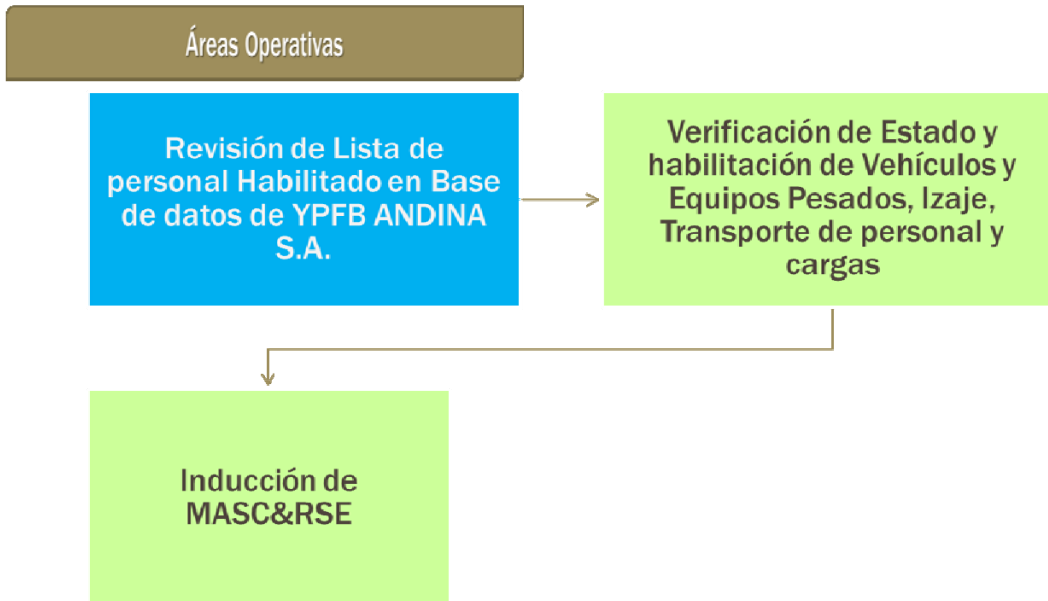 Áreas Operativas
Revisión de Lista de
personal Habilitado en Base
de datos de YPFB ANDINA
S.A.
Verificación de Estado y
habilitación de Vehículos y
Equipos Pesados, Izaje,
Transporte de personal y
cargas
Inducción de
MASC&RSE